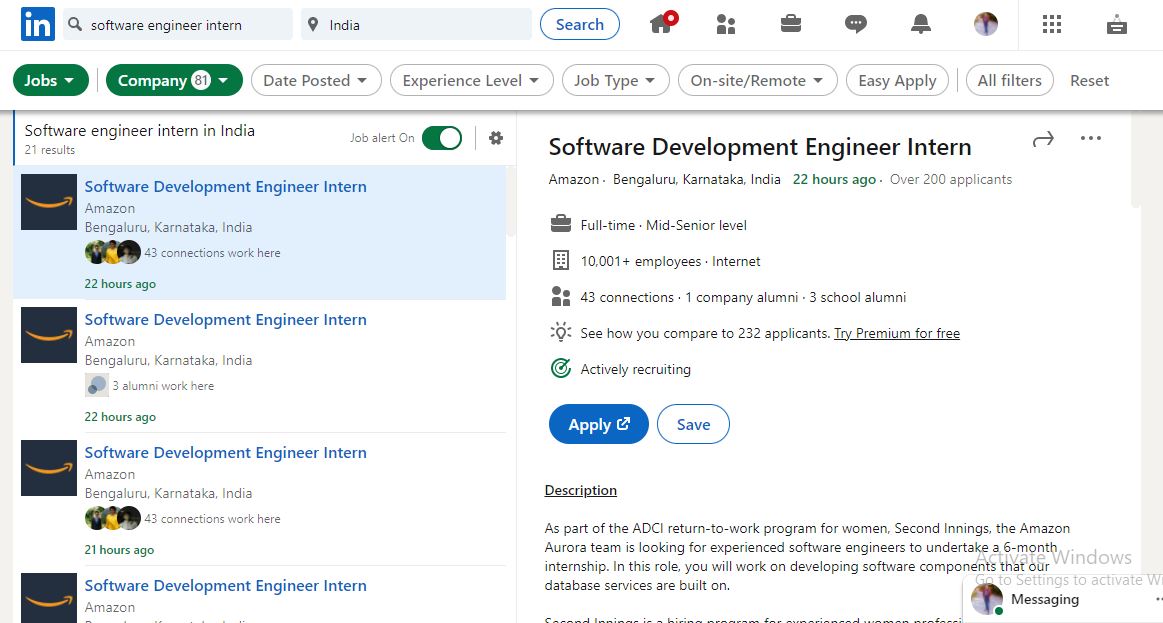 in
software engineer intern
India
Search
Jobs
Company 81
Date Posted
Experience Level
Job Type
On-site/Remote
Easy Apply
All filters
Reset
Software engineer intern in India
21 results
Job alert On
Software Development Engineer Intern
Amazon
Bengaluru, Karnataka, India
43 connections work here
22 hours ago
Software Development Engineer Intern
Amazon
Bengaluru, Karnataka, India
3 alumni work here
22 hours ago
Software Development Engineer Intern
Amazon
Bengaluru, Karnataka, India
43 connections work here
21 hours ago
Software Development Engineer Intern
Amazon
Software Development Engineer Intern
Amazon · Bengaluru, Karnataka, India 22 hours ago · Over 200 applicants
Full-time · Mid-Senior level
10,001+ employees · Internet
43 connections · 1 company alumni · 3 school alumni
See how you compare to 232 applicants. Try Premium for free
Actively recruiting
Apply
Save
Description
As part of the ADCI return-to-work program for women, Second Innings, the Amazon
Aurora team is looking for experienced software engineers to undertake a 6-month
internship. In this role, you will work on developing software components that our
database services are built on.
Second Innings is a hiring program for experienced women
Activate Windows
Go to Settings to activate
Messaging